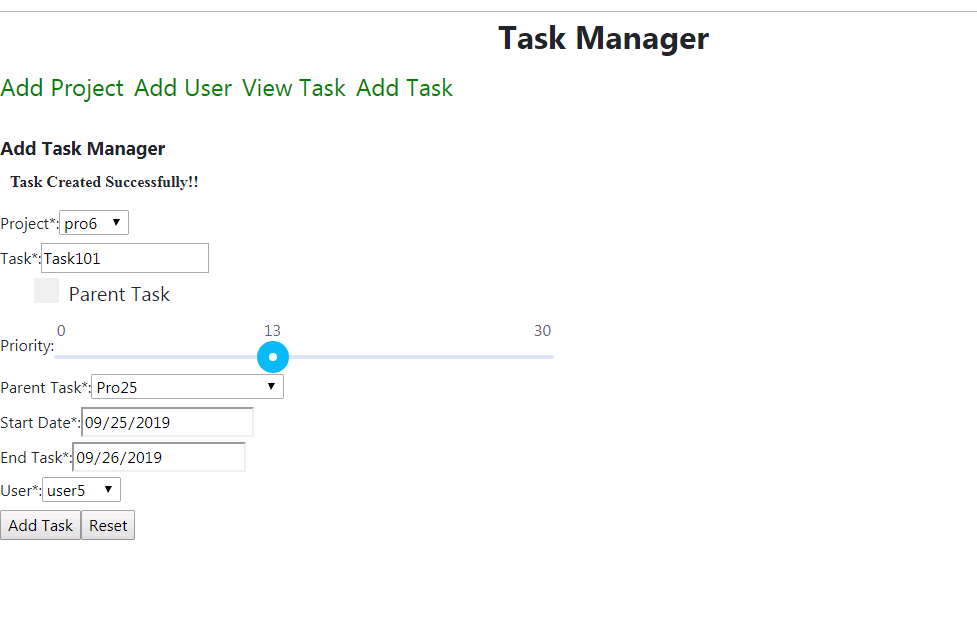 Task Manager
Add Project Add User View Task Add Task
Add Task Manager
Task Created Successfully!!
Project*: pro6
Task*: Task101
Parent Task
0 13 30
Priority:
Parent Task*: Pro25
Start Date*: 09/25/2019
End Task*: 09/26/2019
User*: user5
Add Task Reset